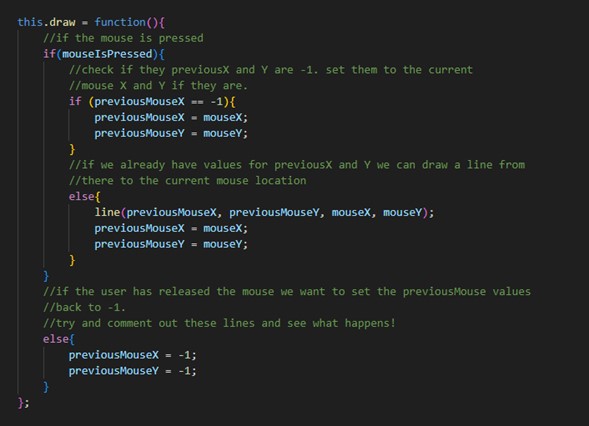 this.draw = function(){
    //if the mouse is pressed
    if(mouseIsPressed){
        //check if they previousX and Y are -1. set them to the current
        //mouse X and Y if they are.
        if (previousMouseX == -1){
            previousMouseX = mouseX;
            previousMouseY = mouseY;
        }
        //if we already have values for previousX and Y we can draw a line from
        //there to the current mouse location
        else{
            line(previousMouseX, previousMouseY, mouseX, mouseY);
            previousMouseX = mouseX;
            previousMouseY = mouseY;
        }
    }
    //if the user has released the mouse we want to set the previousMouse values
    //back to -1.
    //try and comment out these lines and see what happens!
    else{
        previousMouseX = -1;
        previousMouseY = -1;
    }
};